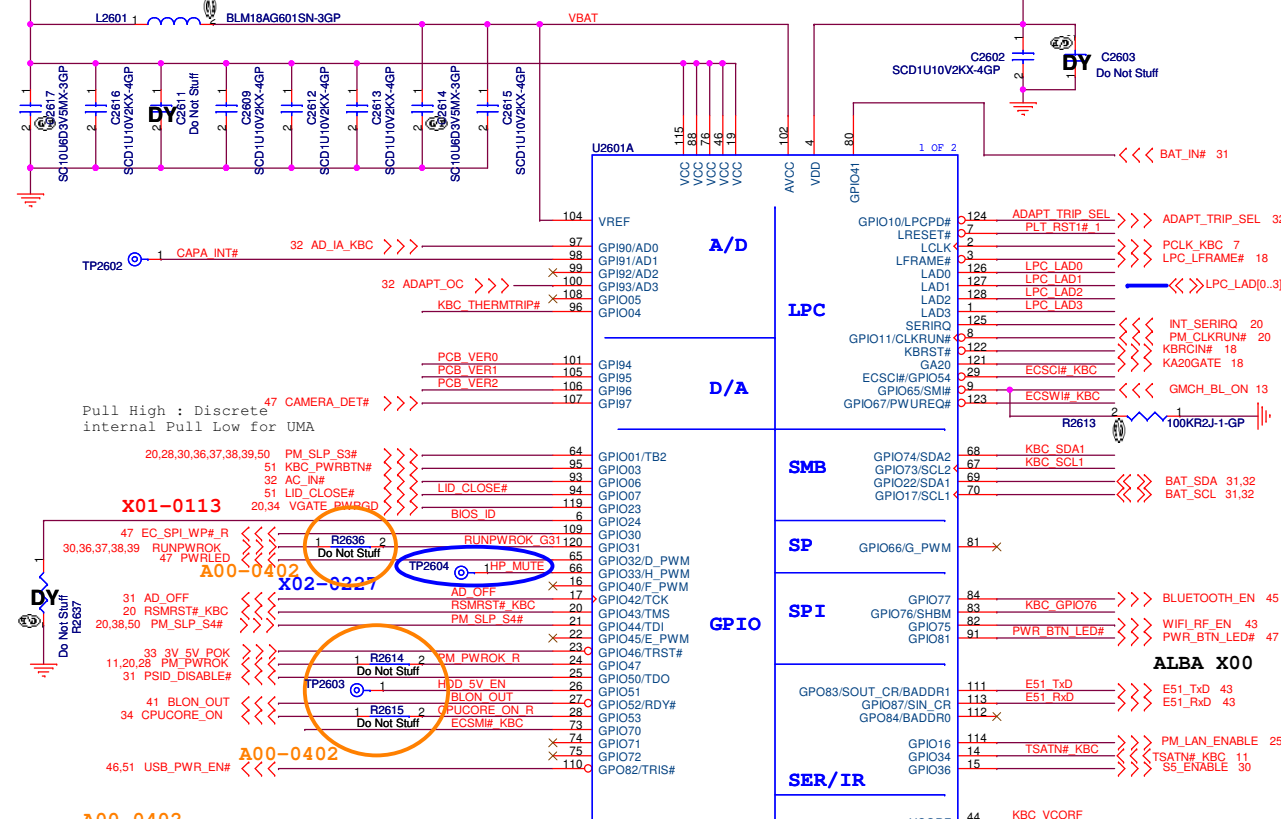 L2601 1 2 BLM18AG601SN-3GP
VBAT
C2617
SC10U6D3V5MX-3GP
C2616
SCD1U10V2KX-4GP
DY
C2611
Do Not Stuff
C2609
SCD1U10V2KX-4GP
C2612
SCD1U10V2KX-4GP
C2613
SCD1U10V2KX-4GP
C2614
SC10U6D3V5MX-3GP
C2615
SCD1U10V2KX-4GP
C2602
SCD1U10V2KX-4GP
DY
C2603
Do Not Stuff
U2601A
1 OF 2
115 VCC
88 VCC
76 VCC
46 VCC
19 VCC
102 AVCC
4 VDD
80 GPIO41
BAT_IN# 31
104 VREF
A/D
32 AD_IA_KBC 97 GPI90/AD0
TP2602 1 CAPA_INT# 98 GPI91/AD1
99 GPI92/AD2
32 ADAPT_OC 100 GPI93/AD3
108 GPIO05
KBC_THERMTRIP# 96 GPIO04
PCB_VER0 101 GPI94
PCB_VER1 105 GPI95
PCB_VER2 106 GPI96
47 CAMERA_DET# 107 GPI97
D/A
Pull High : Discrete
internal Pull Low for UMA
20,28,30,36,37,38,39,50 PM_SLP_S3# 64 GPIO01/TB2
51 KBC_PWRBTN# 95 GPIO03
32 AC_IN# 93 GPIO06
51 LID_CLOSE# LID_CLOSE# 94 GPIO07
X01-0113
20,34 VGATE_PWRGD 119 GPIO23
BIOS_ID 6 GPIO24
47 EC_SPI_WP#_R 109 GPIO30
30,36,37,38,39 RUNPWROK 1 R2636 2 RUNPWROK_G31 120 GPIO31
Do Not Stuff
47 PWRLED 65 GPIO32/D_PWM
TP2604 1 HP_MUTE 66 GPIO33/H_PWM
A00-0402
X02-0227
16 GPIO40/F_PWM
31 AD_OFF AD_OFF 17 GPIO42/TCK
20 RSMRST#_KBC RSMRST#_KBC 20 GPIO43/TMS
20,38,50 PM_SLP_S4# PM_SLP_S4# 21 GPIO44/TDI
DY
Do Not Stuff
R2637
22 GPIO45/E_PWM
33 3V_5V_POK 23 GPIO46/TRST#
11,20,28 PM_PWROK 1 R2614 2 PM_PWROK_R 24 GPIO47
Do Not Stuff
31 PSID_DISABLE# 25 GPIO50/TDO
TP2603 1 HDD_5V_EN 26 GPIO51
41 BLON_OUT BLON_OUT 27 GPIO52/RDY#
34 CPUCORE_ON 1 R2615 2 CPUCORE_ON_R 28 GPIO53
Do Not Stuff
ECSMI#_KBC 73 GPIO70
74 GPIO71
A00-0402
75 GPIO72
46,51 USB_PWR_EN# 110 GPO82/TRIS#
A00-0402
GPIO
LPC
GPIO10/LPCPD# 124 ADAPT_TRIP_SEL ADAPT_TRIP_SEL 32
LRESET# 7 PLT_RST1#_1
LCLK 2 PCLK_KBC 7
LFRAME# 3 LPC_LFRAME# 18
LAD0 126 LPC_LAD0
LAD1 127 LPC_LAD1 LPC_LAD[0..3]
LAD2 128 LPC_LAD2
LAD3 1 LPC_LAD3
SERIRQ 125 INT_SERIRQ 20
GPIO11/CLKRUN# 8 PM_CLKRUN# 20
KBRST# 122 KBRCIN# 18
GA20 121 KA20GATE 18
ECSCI#/GPIO54 29 ECSCI#_KBC
GPIO65/SMI# 9 GMCH_BL_ON 13
GPIO67/PWUREQ# 123 ECSWI#_KBC
R2613 2 1 100KR2J-1-GP
SMB
GPIO74/SDA2 68 KBC_SDA1
GPIO73/SCL2 67 KBC_SCL1
GPIO22/SDA1 69 BAT_SDA 31,32
GPIO17/SCL1 70 BAT_SCL 31,32
SP
GPIO66/G_PWM 81
SPI
GPIO77 84 BLUETOOTH_EN 45
GPIO76/SHBM 83 KBC_GPIO76
GPIO75 82 WIFI_RF_EN 43
GPIO81 91 PWR_BTN_LED# PWR_BTN_LED# 47
ALBA X00
GPO83/SOUT_CR/BADDR1 111 E51_TxD E51_TxD 43
GPIO87/SIN_CR 113 E51_RxD E51_RxD 43
GPO84/BADDR0 112
GPIO16 114 PM_LAN_ENABLE 25
GPIO34 14 TSATN#_KBC TSATN#_KBC 11
GPIO36 15 S5_ENABLE 30
SER/IR
44 KBC_VCORF